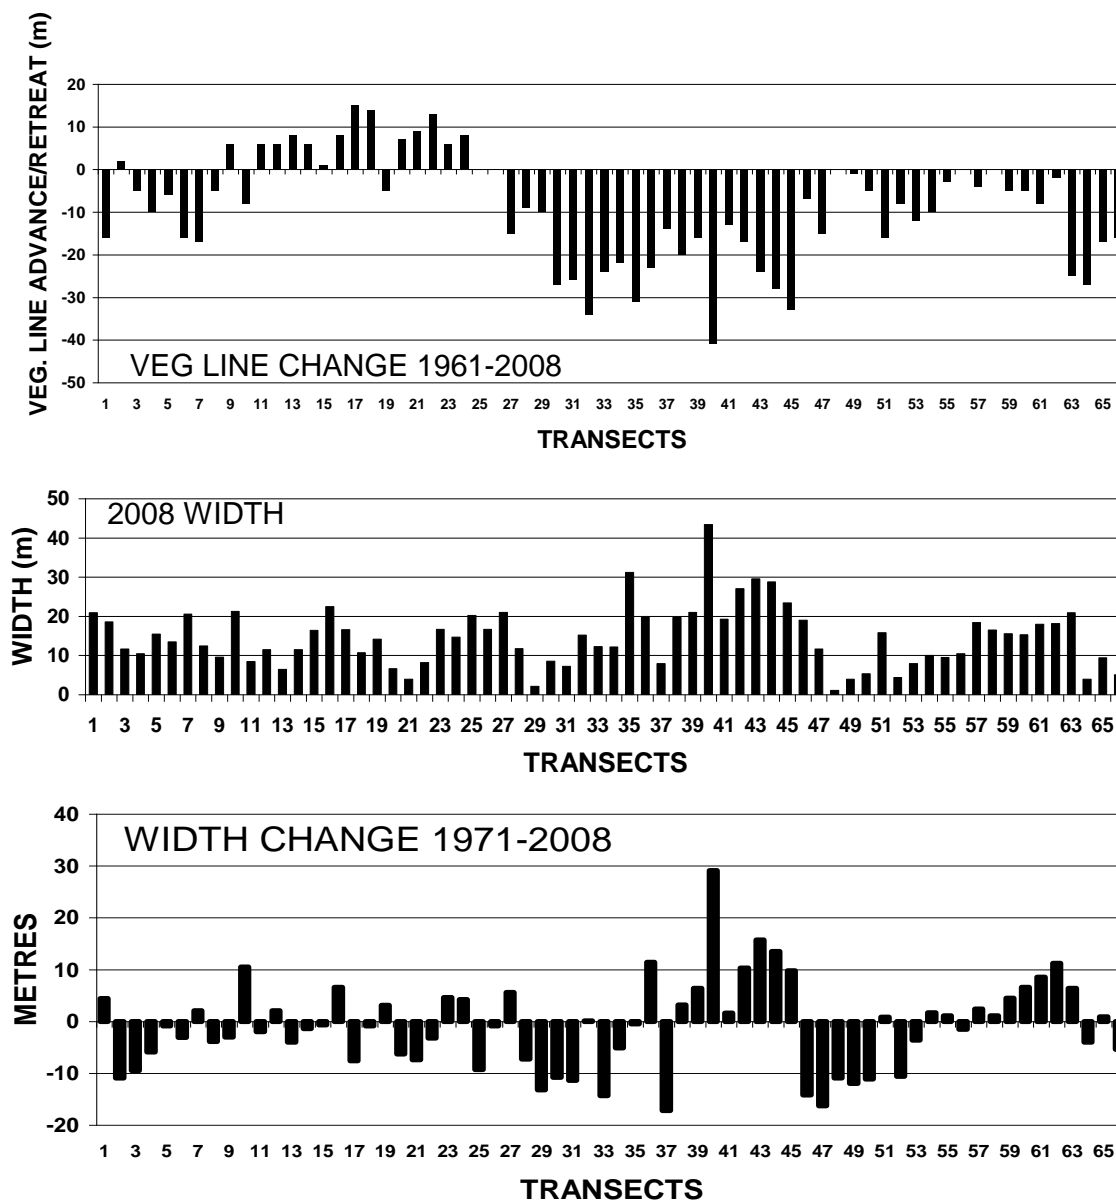 VEG. LINE ADVANCE/RETREAT (m)
20
10
0
-10
-20
-30
-40
-50
VEG LINE CHANGE 1961-2008
1 3 5 7 9 11 13 15 17 19 21 23 25 27 29 31 33 35 37 39 41 43 45 47 49 51 53 55 57 59 61 63 65
TRANSECTS
WIDTH (m)
50
40
30
20
10
0
2008 WIDTH
1 3 5 7 9 11 13 15 17 19 21 23 25 27 29 31 33 35 37 39 41 43 45 47 49 51 53 55 57 59 61 63 65
TRANSECTS
METRES
40
30
20
10
0
-10
-20
WIDTH CHANGE 1971-2008
1 3 5 7 9 11 13 15 17 19 21 23 25 27 29 31 33 35 37 39 41 43 45 47 49 51 53 55 57 59 61 63 65
TRANSECTS